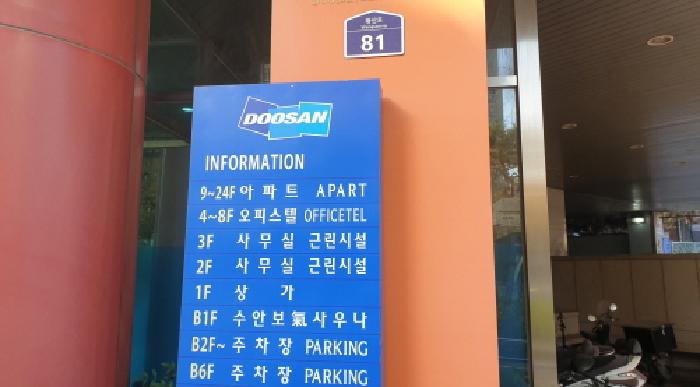 81
DOOSAN
INFORMATION
9~24F 아파트 APART
4~8F 오피스텔 OFFICETEL
3F 사무실 근린시설
2F 사무실 근린시설
1F 상가
B1F 수안보氣사우나
B2F~ 주차장 PARKING
B6F 주차장 PARKING